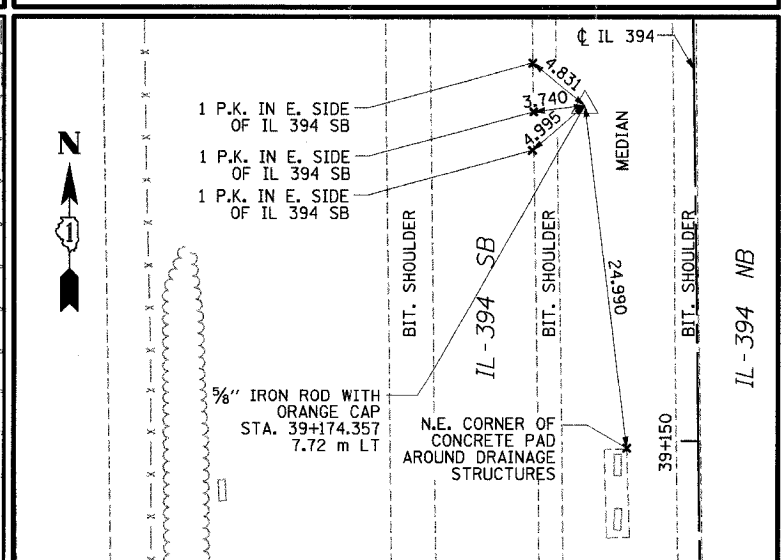 ℄ IL 394
4.831
1 P.K. IN E. SIDE
OF IL 394 SB
3.740
1 P.K. IN E. SIDE
OF IL 394 SB
4.995
1 P.K. IN E. SIDE
OF IL 394 SB
MEDIAN
N
1
BIT. SHOULDER
IL-394 SB
BIT. SHOULDER
24.990
BIT. SHOULDER
IL-394 NB
⅝" IRON ROD WITH
ORANGE CAP
STA. 39+174.357
7.72 m LT
N.E. CORNER OF
CONCRETE PAD
AROUND DRAINAGE
STRUCTURES
39+150